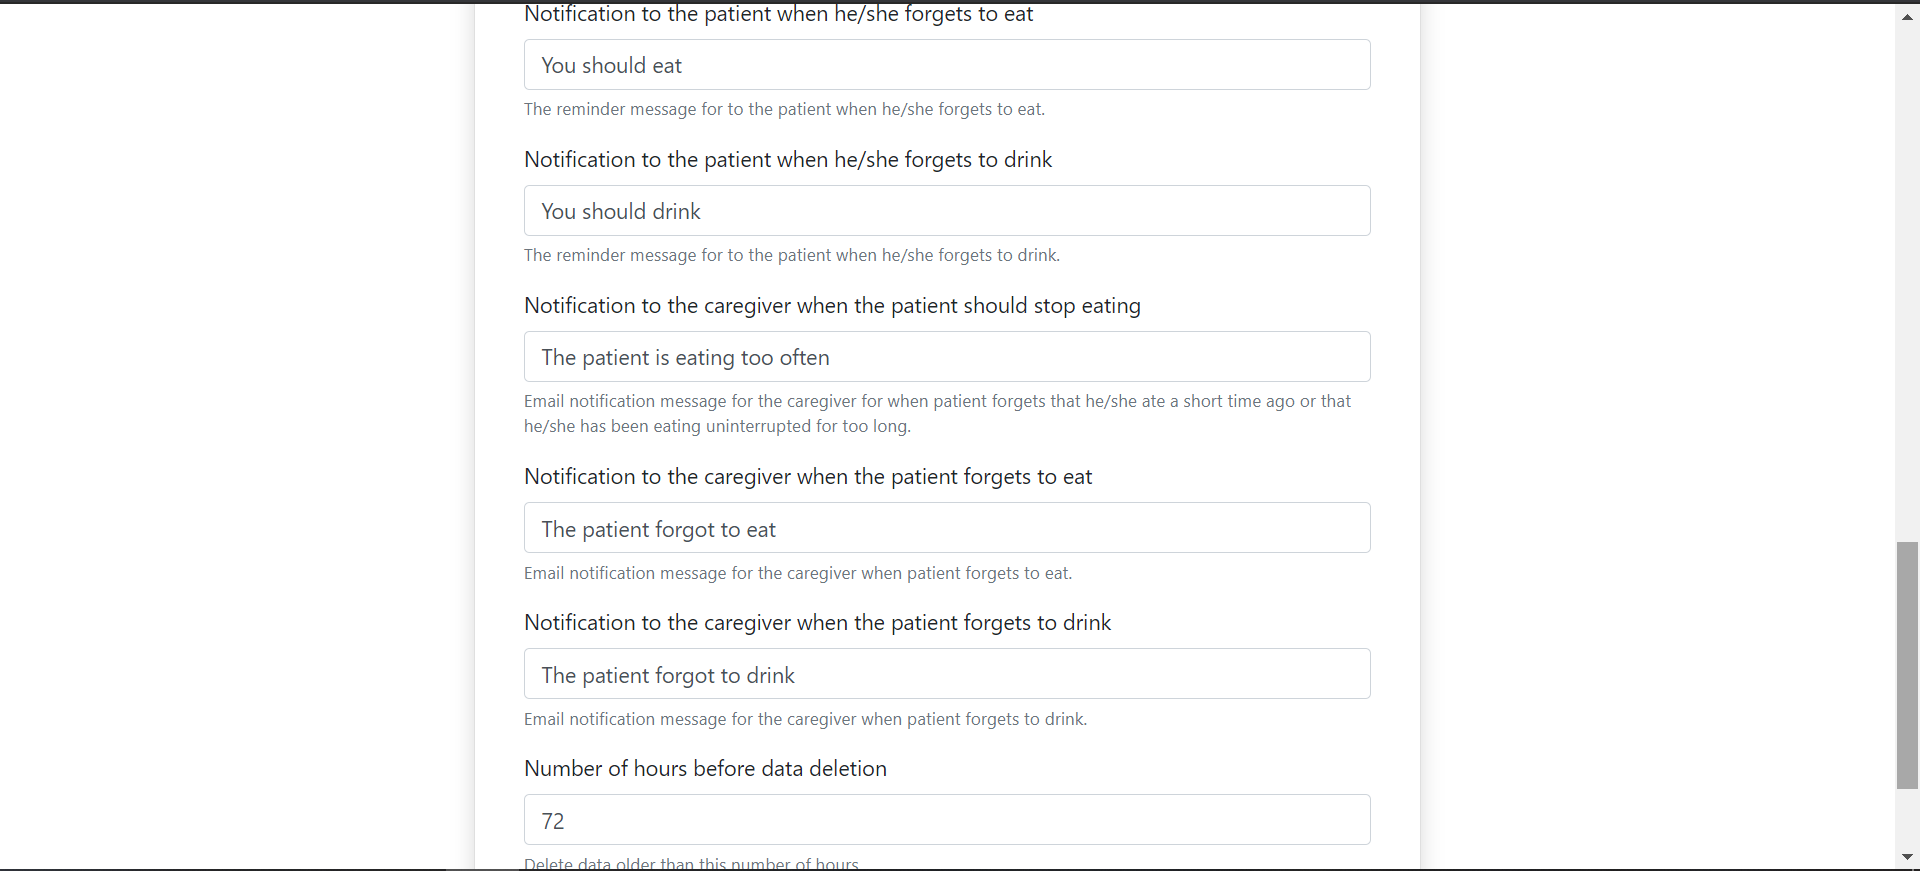 Notification to the patient when he/she forgets to eat
You should eat
The reminder message for to the patient when he/she forgets to eat.
Notification to the patient when he/she forgets to drink
You should drink
The reminder message for to the patient when he/she forgets to drink.
Notification to the caregiver when the patient should stop eating
The patient is eating too often
Email notification message for the caregiver for when patient forgets that he/she ate a short time ago or that
he/she has been eating uninterrupted for too long.
Notification to the caregiver when the patient forgets to eat
The patient forgot to eat
Email notification message for the caregiver when patient forgets to eat.
Notification to the caregiver when the patient forgets to drink
The patient forgot to drink
Email notification message for the caregiver when patient forgets to drink.
Number of hours before data deletion
72
Delete data older than this number of hours.